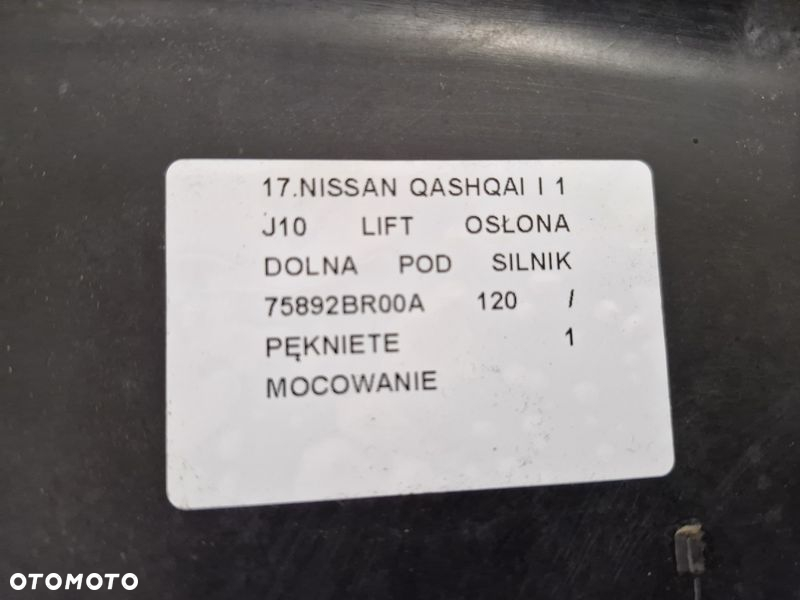 17.NISSAN QASHQAI I 1
J10 LIFT OSŁONA
DOLNA POD SILNIK
75892BR00A 120 /
PĘKNIETE 1
MOCOWANIE
OTOMOTO